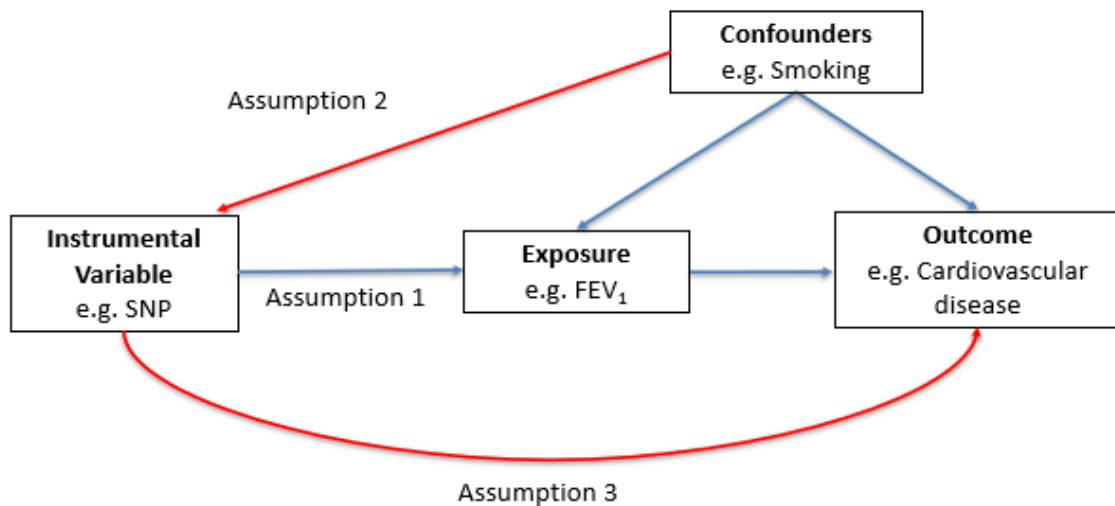 Confounders
e.g. Smoking
Assumption 2
Instrumental
Variable
e.g. SNP
Assumption 1
Exposure
e.g. FEV₁
Outcome
e.g. Cardiovascular
disease
Assumption 3